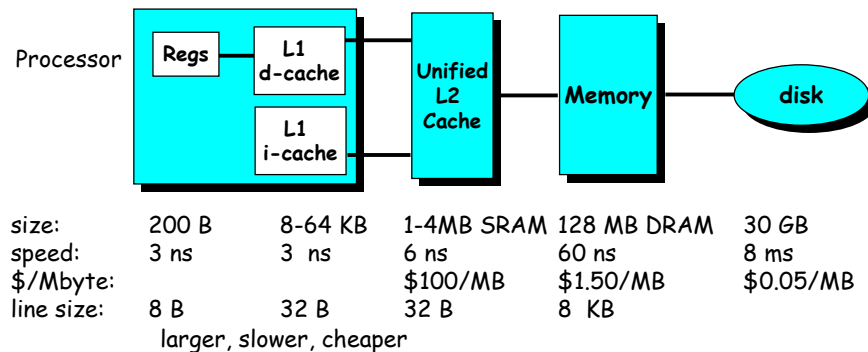 Processor
Regs
L1
d-cache
L1
i-cache
Unified
L2
Cache
Memory
disk
size: 200 B 8-64 KB 1-4MB SRAM 128 MB DRAM 30 GB
speed: 3 ns 3 ns 6 ns 60 ns 8 ms
$/Mbyte: $100/MB $1.50/MB $0.05/MB
line size: 8 B 32 B 32 B 8 KB
larger, slower, cheaper